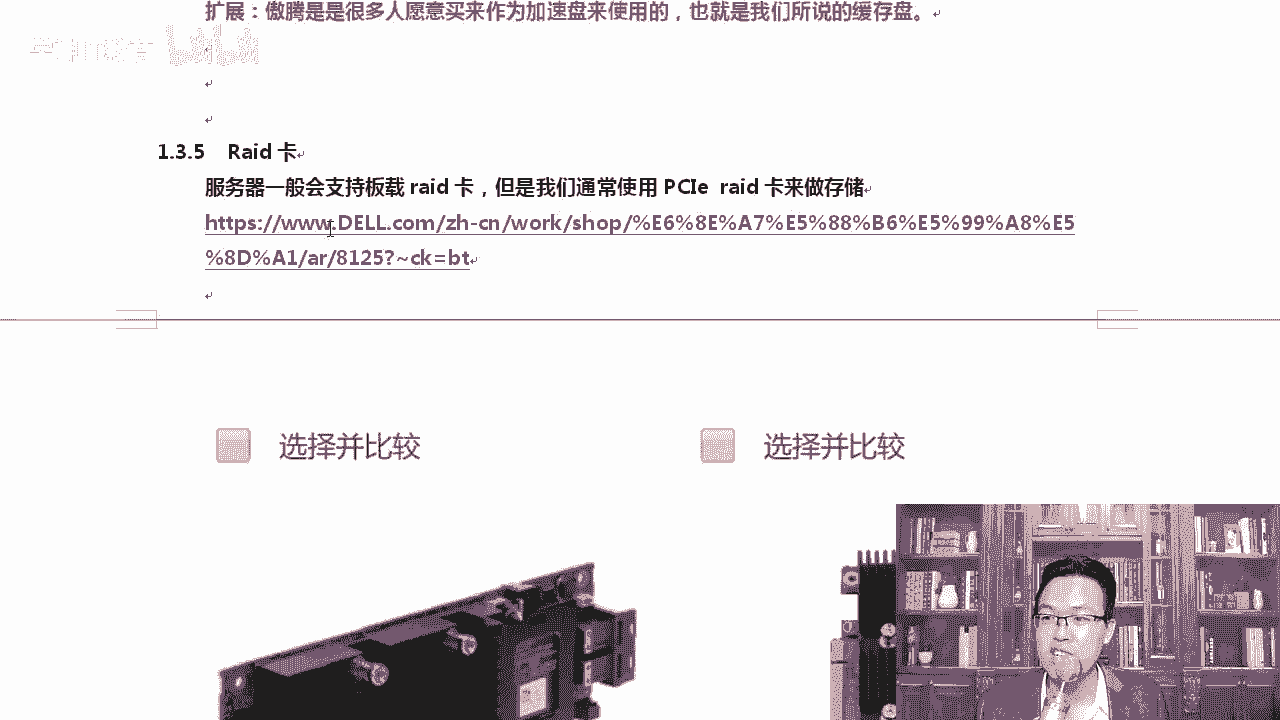 扩展：傲腾是是很多人愿意买来作为加速盘来使用的，也就是我们所说的缓存盘。
1.3.5 Raid 卡
服务器一般会支持板载 raid 卡，但是我们通常使用 PCIe raid 卡来做存储
https://www.DELL.com/zh-cn/work/shop/%E6%8E%A7%E5%88%B6%E5%99%A8%E5
%8D%A1/ar/8125?~ck=bt
选择并比较
选择并比较